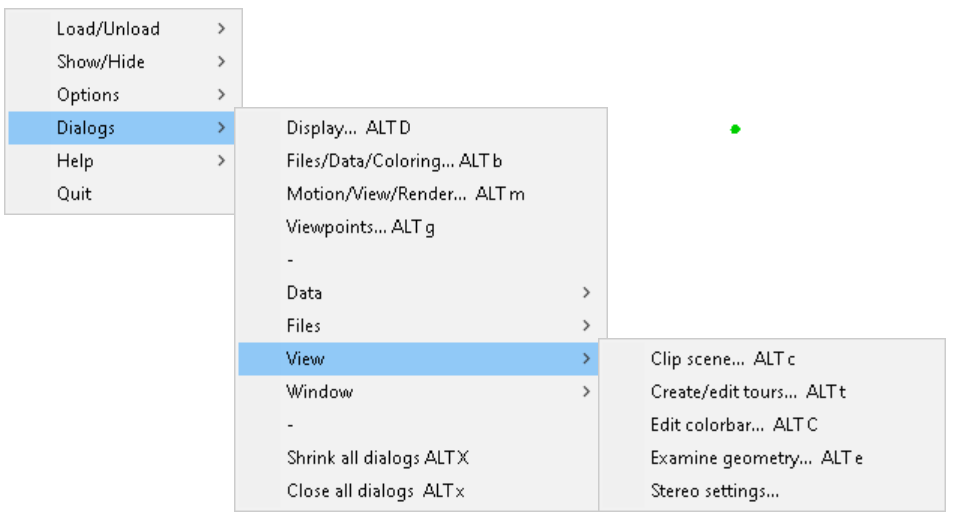 Load/Unload
Show/Hide
Options
Dialogs
Help
Quit
Display... ALT D
Files/Data/Coloring... ALT b
Motion/View/Render... ALT m
Viewpoints... ALT g
-
Data
Files
View
Window
-
Shrink all dialogs ALT X
Close all dialogs ALT x
Clip scene... ALT c
Create/edit tours... ALT t
Edit colorbar... ALT C
Examine geometry... ALT e
Stereo settings...